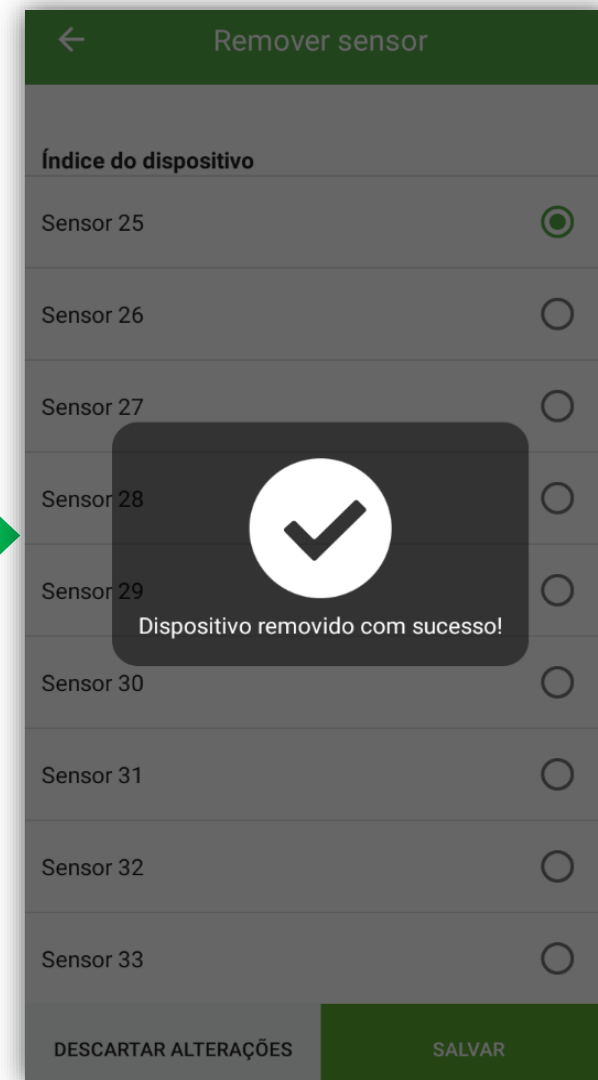 Remover sensor
Índice do dispositivo
Sensor 25
Sensor 26
Sensor 27
Sensor 28
Sensor 29
Dispositivo removido com sucesso!
Sensor 30
Sensor 31
Sensor 32
Sensor 33
DESCARTAR ALTERAÇÕES SALVAR